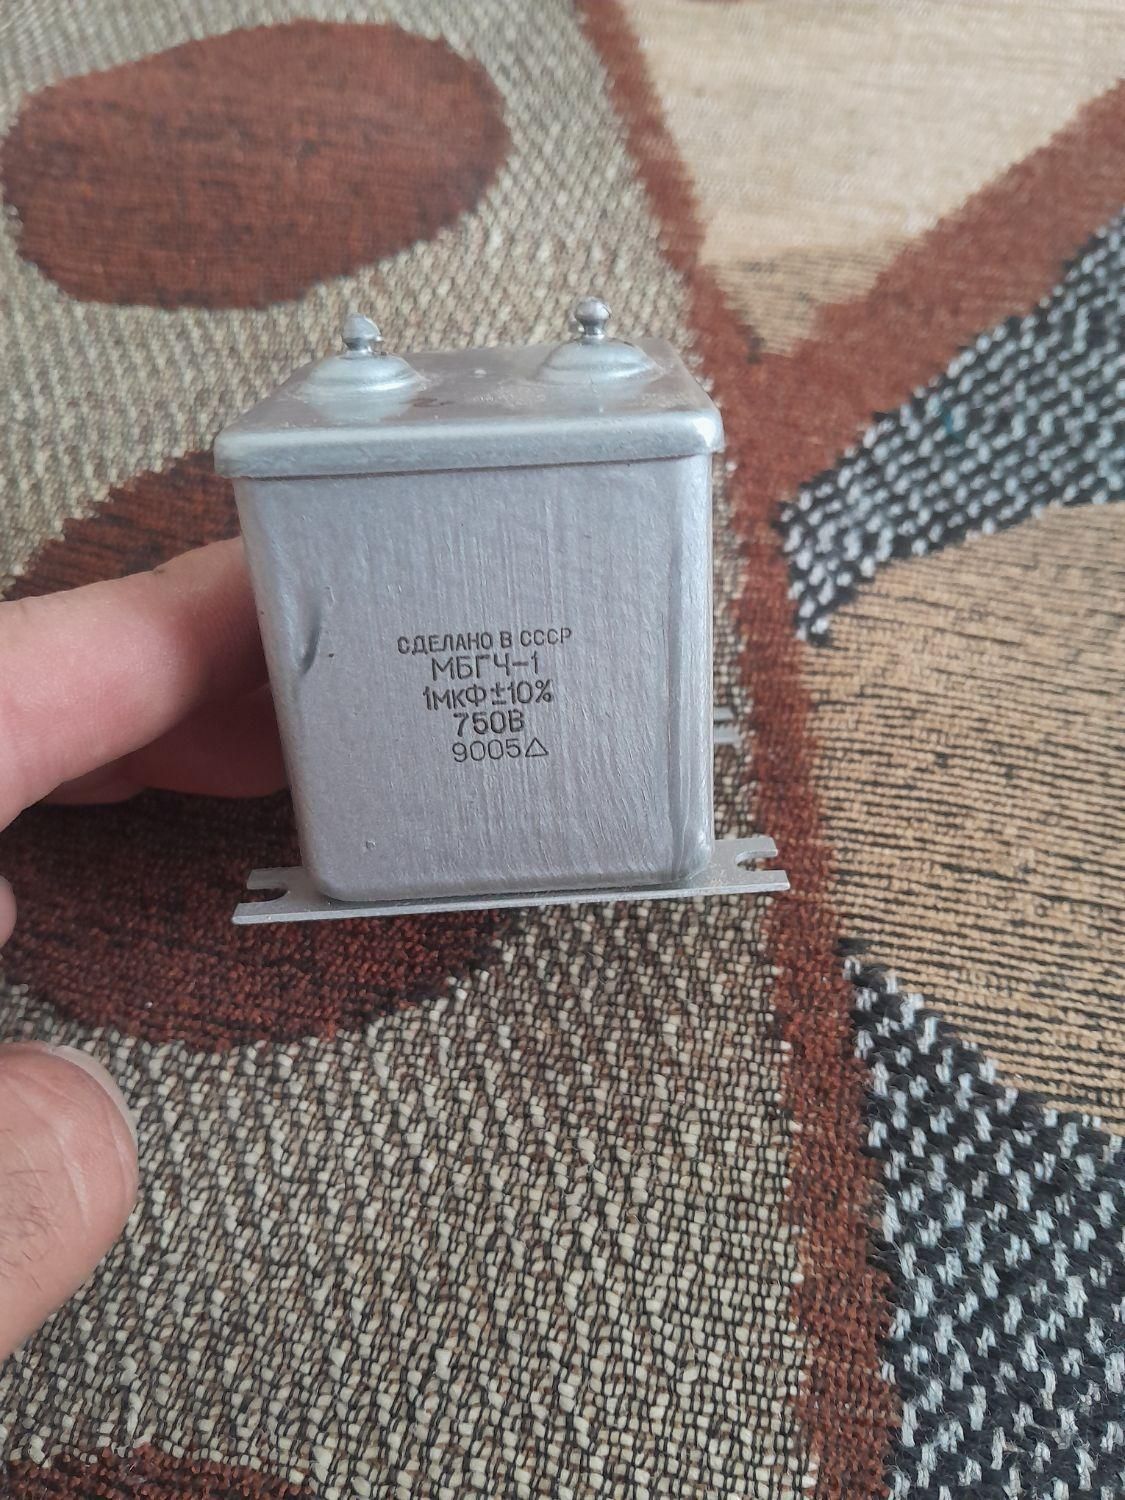 СДЕЛАНО В СССР
МБГЧ-1
1МКФ±10%
750В
9005△